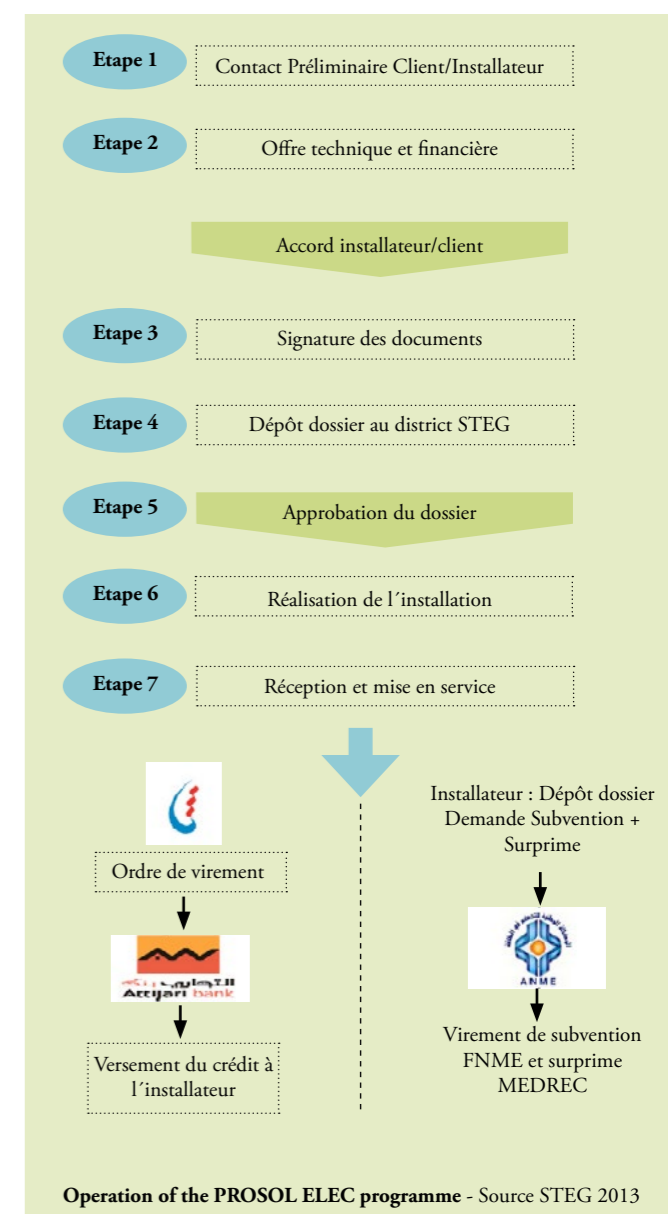 Etape 1
Contact Préliminaire Client/Installateur
Etape 2
Offre technique et financière
Accord installateur/client
Etape 3
Signature des documents
Etape 4
Dépôt dossier au district STEG
Etape 5
Approbation du dossier
Etape 6
Réalisation de l´installation
Etape 7
Réception et mise en service
Ordre de virement
Attijari bank
Versement du crédit à
l´installateur
Installateur : Dépôt dossier
Demande Subvention +
Surprime
ANME
Virement de subvention
FNME et surprime
MEDREC
Operation of the PROSOL ELEC programme - Source STEG 2013